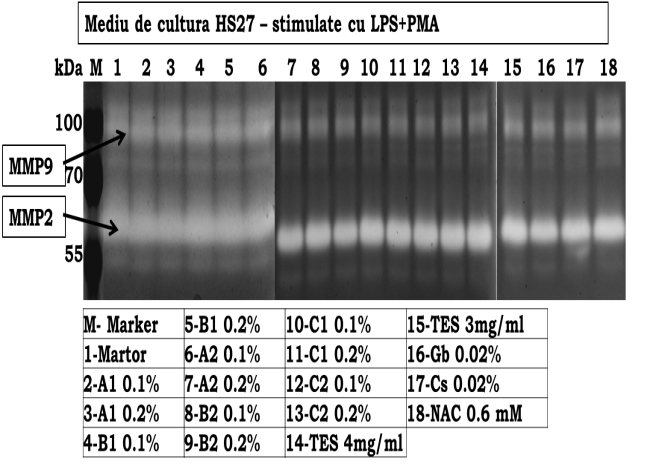 Mediu de cultura HS27 – stimulate cu LPS+PMA
kDa M 1 2 3 4 5 6 7 8 9 10 11 12 13 14 15 16 17 18
100
MMP9
70
MMP2
55
M- Marker 5-B1 0.2% 10-C1 0.1% 15-TES 3mg/ml
1-Martor 6-A2 0.1% 11-C1 0.2% 16-Gb 0.02%
2-A1 0.1% 7-A2 0.2% 12-C2 0.1% 17-Cs 0.02%
3-A1 0.2% 8-B2 0.1% 13-C2 0.2% 18-NAC 0.6 mM
4-B1 0.1% 9-B2 0.2% 14-TES 4mg/ml